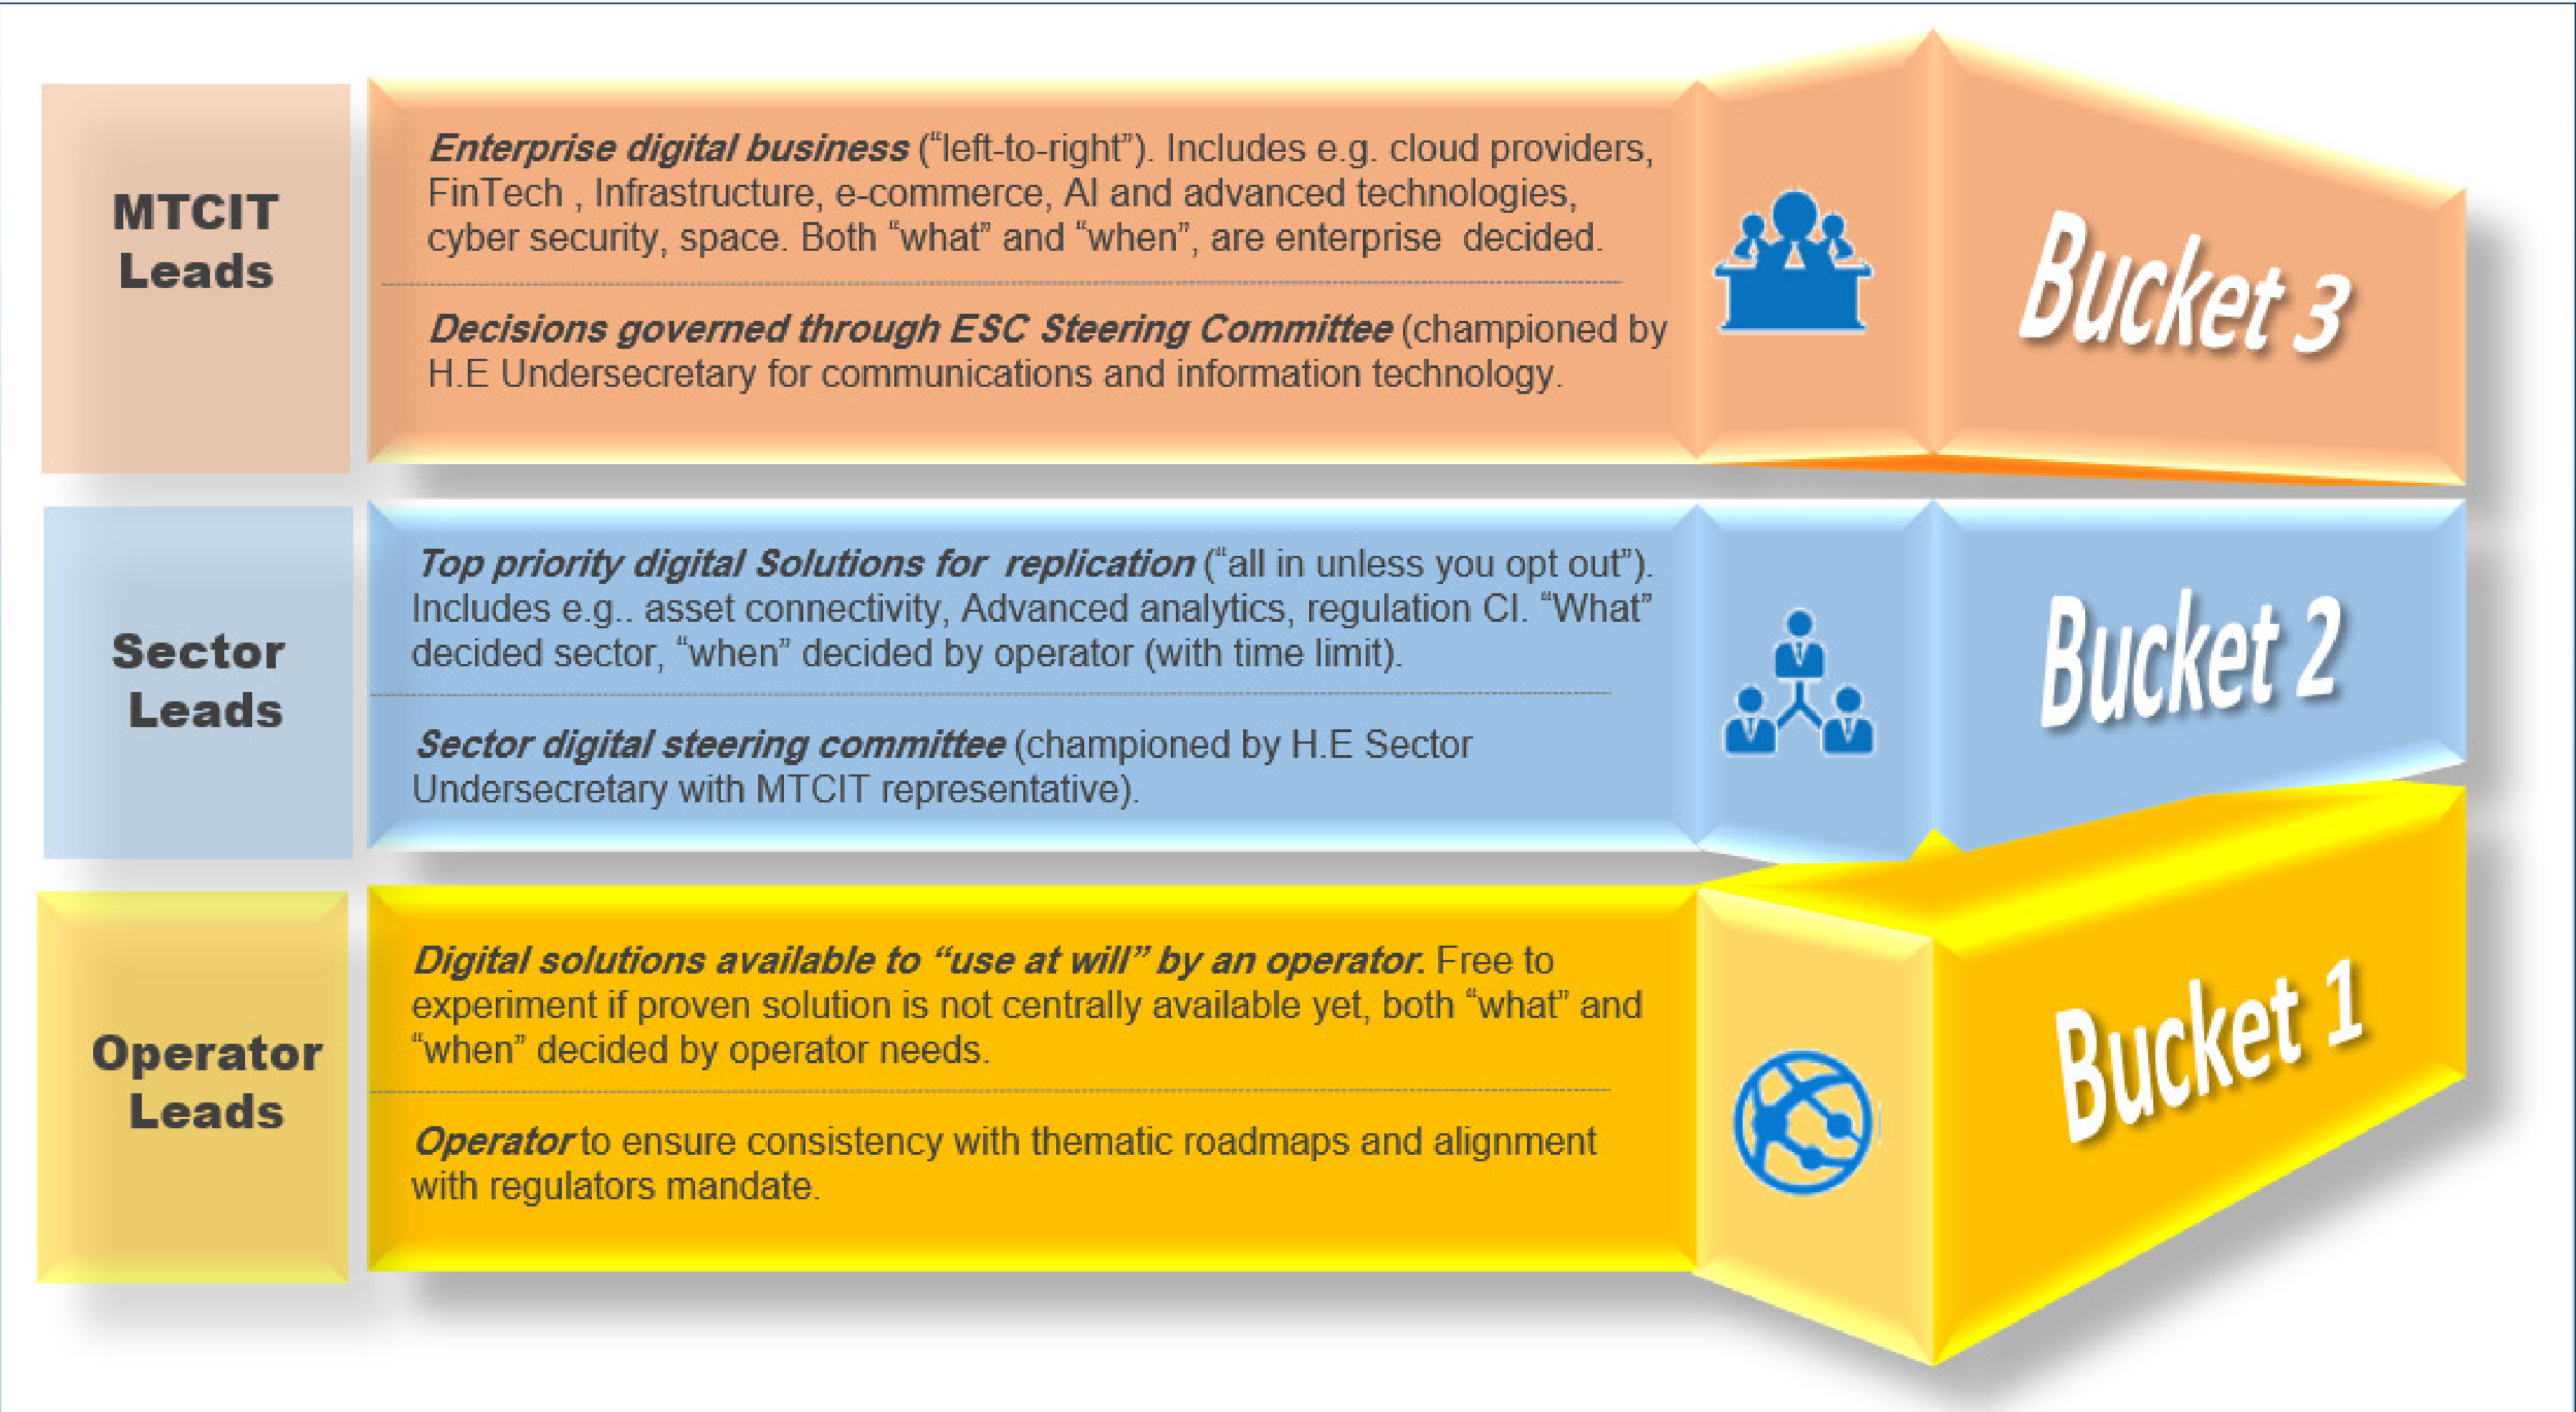 MTCIT
Leads
Enterprise digital business (“left-to-right”). Includes e.g. cloud providers,
FinTech , Infrastructure, e-commerce, AI and advanced technologies,
cyber security, space. Both “what” and “when”, are enterprise decided.
Decisions governed through ESC Steering Committee (championed by
H.E Undersecretary for communications and information technology.
Bucket 3
Sector
Leads
Top priority digital Solutions for replication (“all in unless you opt out”).
Includes e.g.. asset connectivity, Advanced analytics, regulation CI. “What”
decided sector, “when” decided by operator (with time limit).
Sector digital steering committee (championed by H.E Sector
Undersecretary with MTCIT representative).
Bucket 2
Operator
Leads
Digital solutions available to “use at will” by an operator. Free to
experiment if proven solution is not centrally available yet, both “what” and
“when” decided by operator needs.
Operator to ensure consistency with thematic roadmaps and alignment
with regulators mandate.
Bucket 1